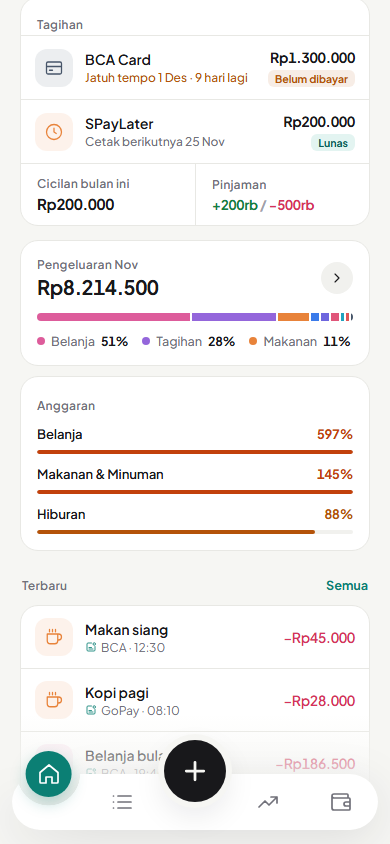 Tagihan
BCA Card
Rp1.300.000
Jatuh tempo 1 Des · 9 hari lagi
Belum dibayar
SPayLater
Rp200.000
Cetak berikutnya 25 Nov
Lunas
Cicilan bulan ini
Rp200.000
Pinjaman
+200rb / −500rb
Pengeluaran Nov
Rp8.214.500
Belanja 51%
Tagihan 28%
Makanan 11%
Anggaran
Belanja 597%
Makanan & Minuman 145%
Hiburan 88%
Terbaru
Semua
Makan siang
−Rp45.000
BCA · 12:30
Kopi pagi
−Rp28.000
GoPay · 08:10
Belanja
−Rp186.500
BCA